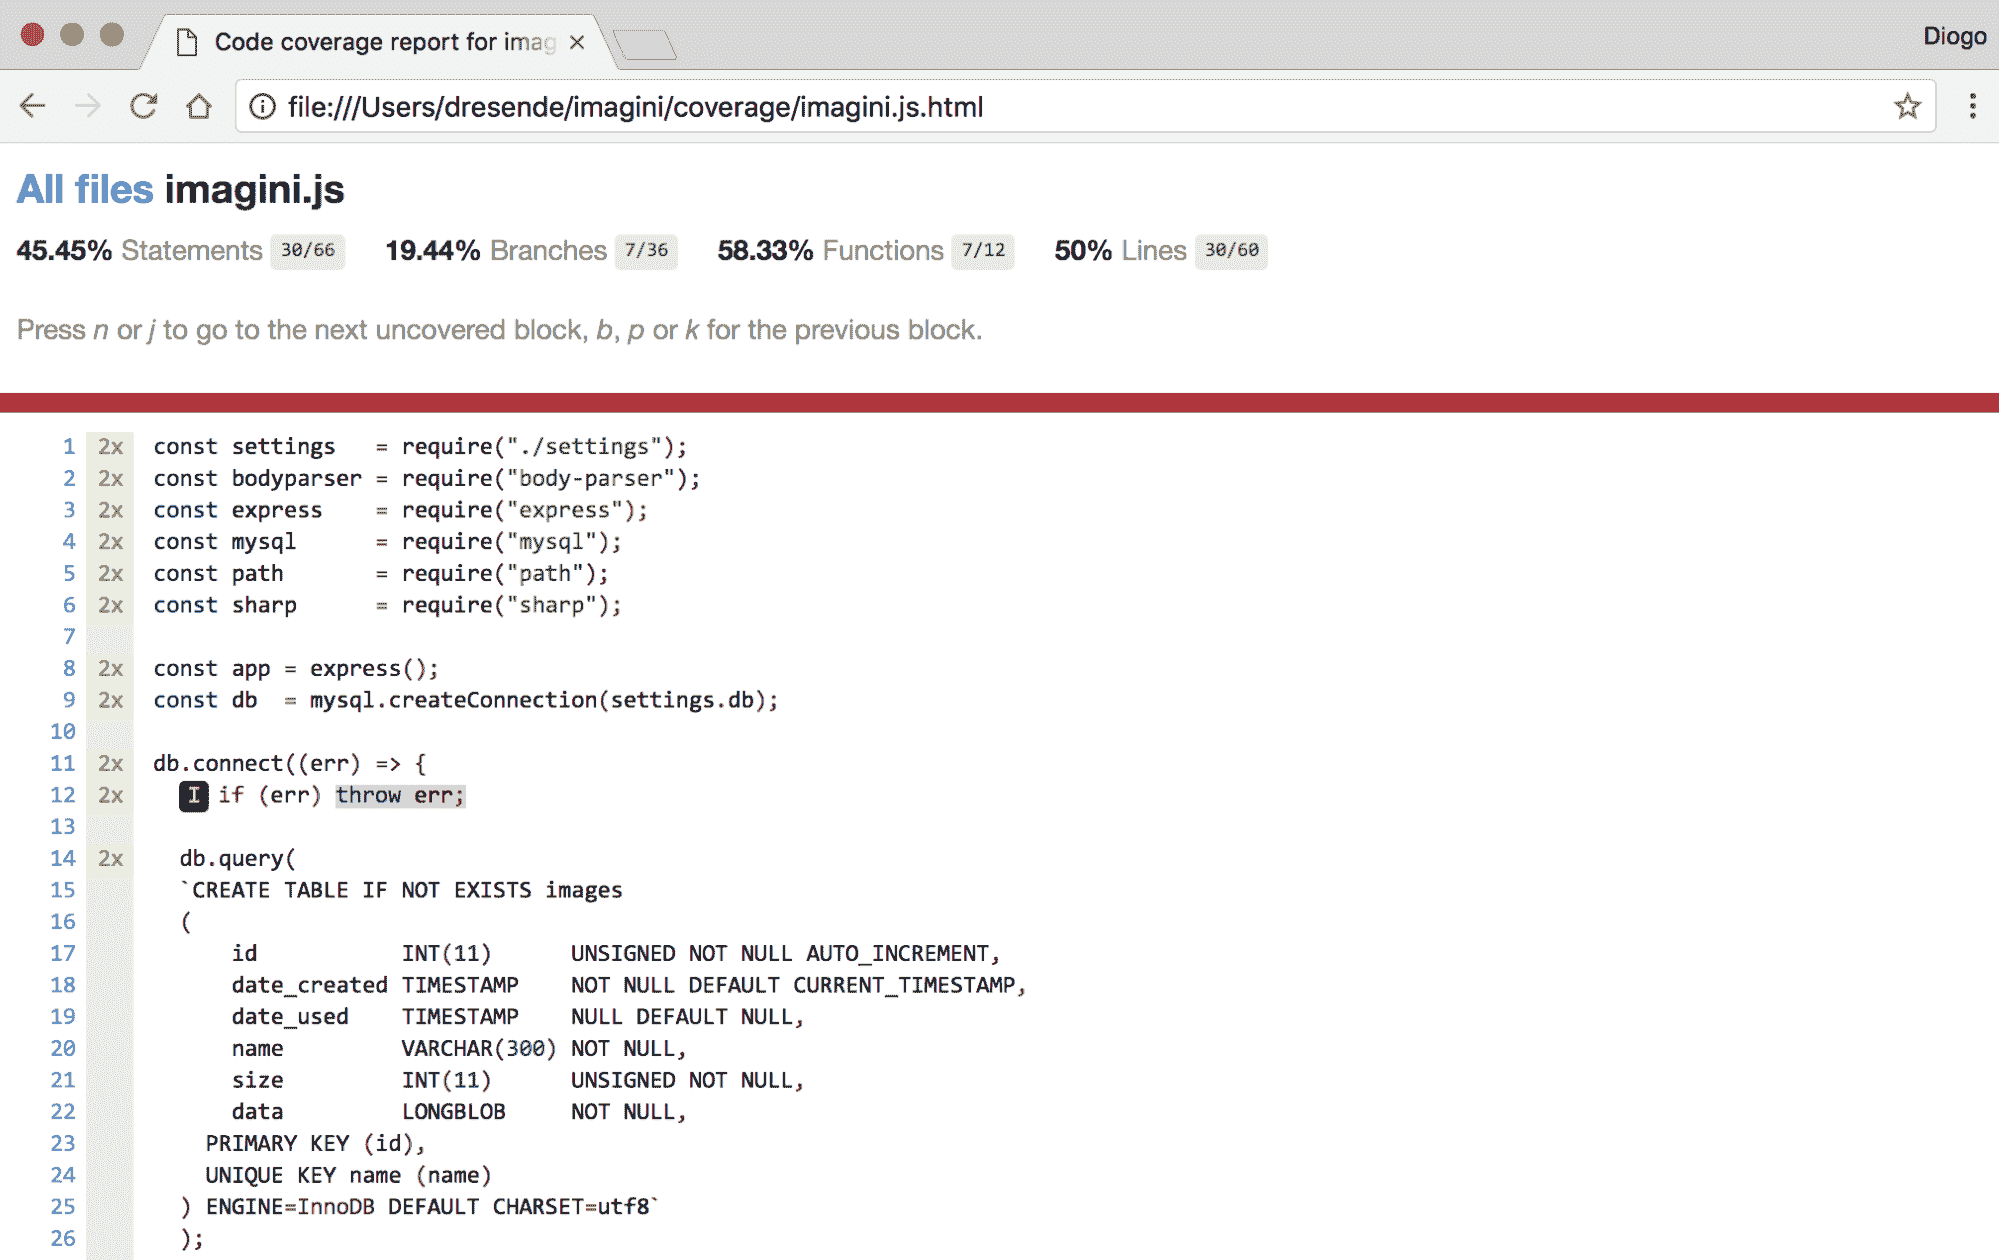 Code coverage report for imag
Diogo
file:///Users/dresende/imagini/coverage/imagini.js.html
All files imagini.js
45.45% Statements 30/66 19.44% Branches 7/36 58.33% Functions 7/12 50% Lines 30/60
Press n or j to go to the next uncovered block, b, p or k for the previous block.
1 2x const settings   = require("./settings");
2 2x const bodyparser = require("body-parser");
3 2x const express    = require("express");
4 2x const mysql      = require("mysql");
5 2x const path       = require("path");
6 2x const sharp      = require("sharp");
7
8 2x const app = express();
9 2x const db  = mysql.createConnection(settings.db);
10
11 2x db.connect((err) => {
12 2x   I if (err) throw err;
13
14 2x   db.query(
15   `CREATE TABLE IF NOT EXISTS images
16   (
17       id           INT(11)      UNSIGNED NOT NULL AUTO_INCREMENT,
18       date_created TIMESTAMP    NOT NULL DEFAULT CURRENT_TIMESTAMP,
19       date_used    TIMESTAMP    NULL DEFAULT NULL,
20       name         VARCHAR(300) NOT NULL,
21       size         INT(11)      UNSIGNED NOT NULL,
22       data         LONGBLOB     NOT NULL,
23     PRIMARY KEY (id),
24     UNIQUE KEY name (name)
25   ) ENGINE=InnoDB DEFAULT CHARSET=utf8`
26   );